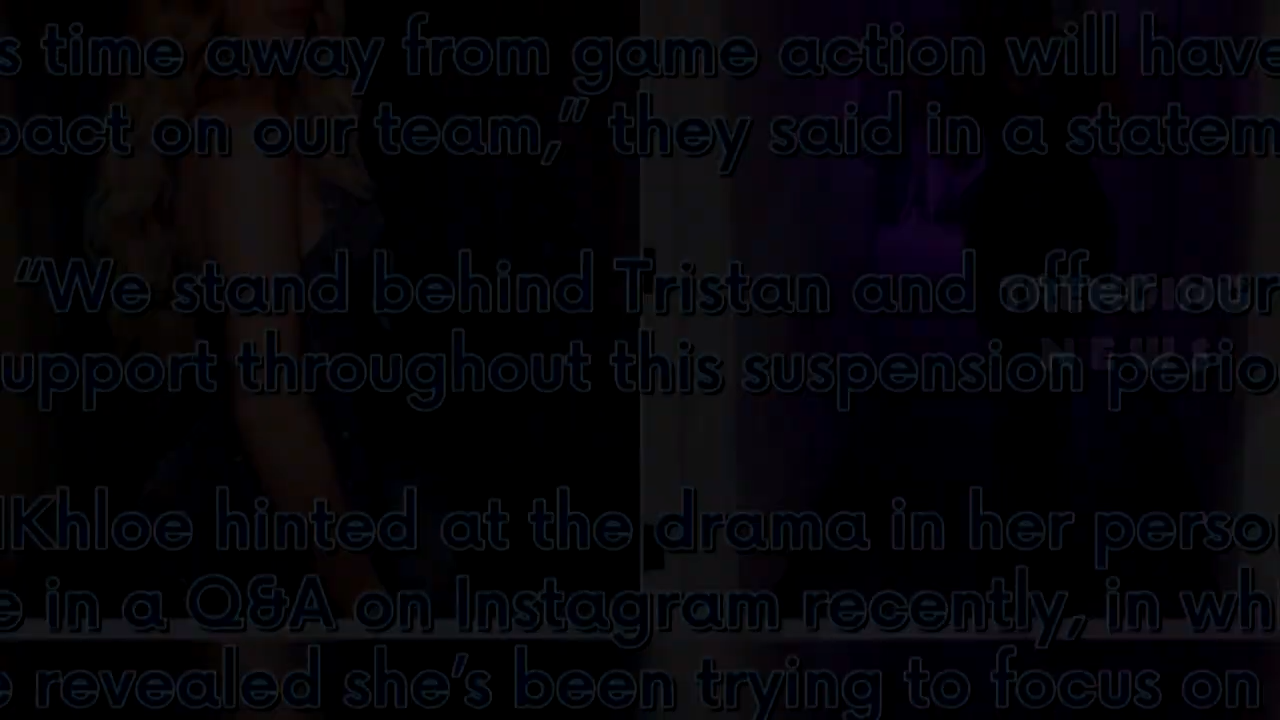 s time away from game action will have
pact on our team,” they said in a statem
“We stand behind Tristan and offer our
upport throughout this suspension perio
Khloe hinted at the drama in her perso
e in a Q&A on Instagram recently, in wh
e revealed she’s been trying to focus on
NEWS